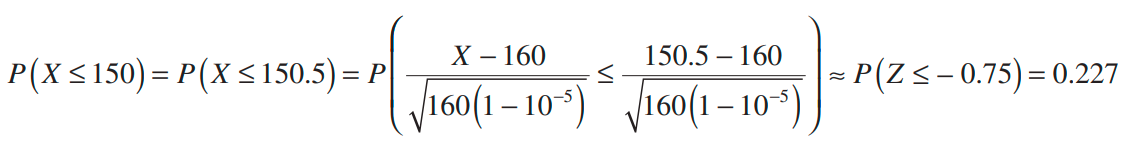 P(X ≤ 150) = P(X ≤ 150.5) = P( (X – 160)/√(160(1 – 10⁻⁵)) ≤ (150.5 – 160)/√(160(1 – 10⁻⁵)) ) ≈ P(Z ≤ – 0.75) = 0.227